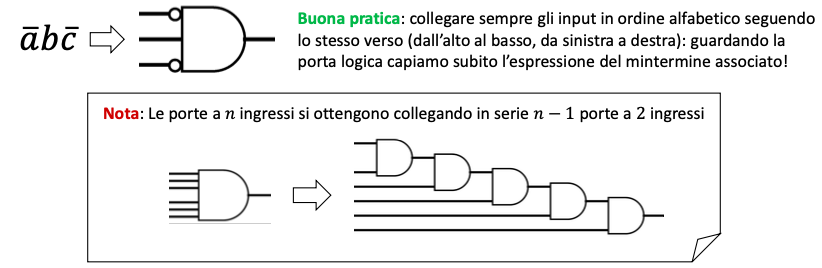 āb̄c̄
Buona pratica: collegare sempre gli input in ordine alfabetico seguendo
lo stesso verso (dall’alto al basso, da sinistra a destra): guardando la
porta logica capiamo subito l’espressione del mintermine associato!
Nota: Le porte a n ingressi si ottengono collegando in serie n − 1 porte a 2 ingressi